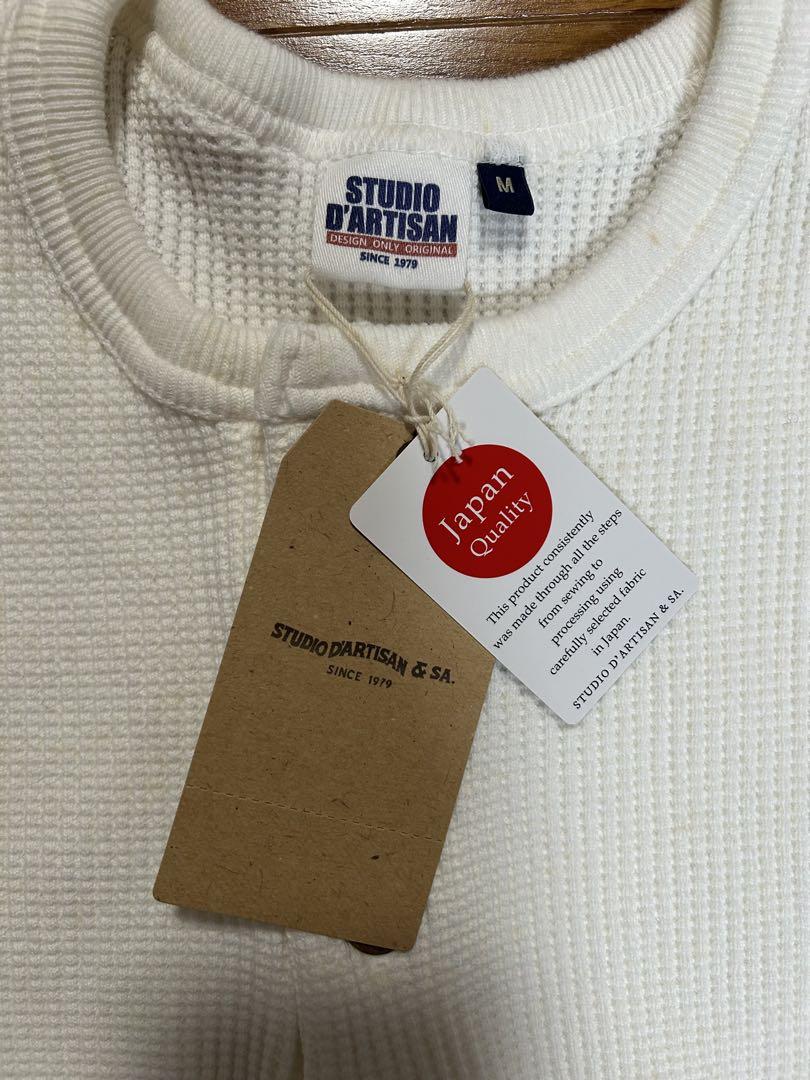 STUDIO
D'ARTISAN
DESIGN ONLY ORIGINAL
SINCE 1979
M
Japan
Quality
This product consistently
was made through all the steps
from sewing to
processing using
carefully selected fabric
in Japan.
STUDIO D'ARTISAN & SA.
STUDIO D'ARTISAN & SA.
SINCE 1979